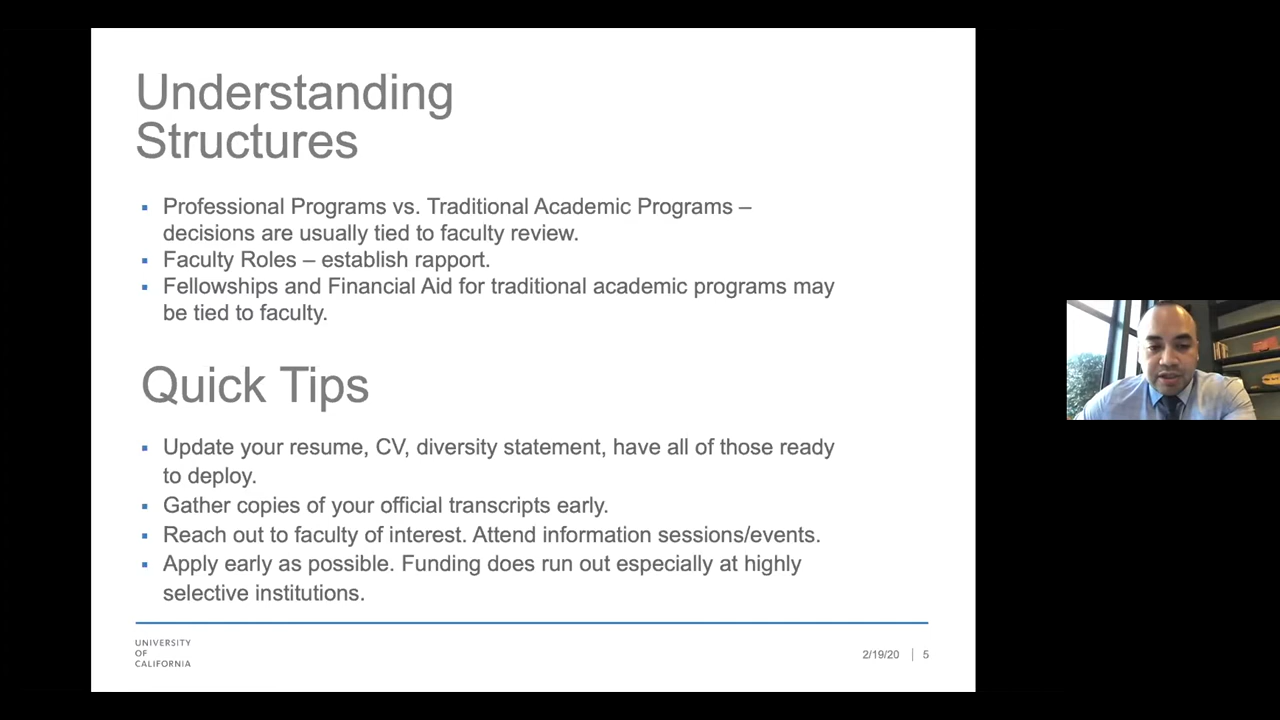 Understanding
Structures
▪ Professional Programs vs. Traditional Academic Programs –
decisions are usually tied to faculty review.
▪ Faculty Roles – establish rapport.
▪ Fellowships and Financial Aid for traditional academic programs may
be tied to faculty.
Quick Tips
▪ Update your resume, CV, diversity statement, have all of those ready
to deploy.
▪ Gather copies of your official transcripts early.
▪ Reach out to faculty of interest. Attend information sessions/events.
▪ Apply early as possible. Funding does run out especially at highly
selective institutions.
UNIVERSITY
OF
CALIFORNIA
2/19/20 | 5